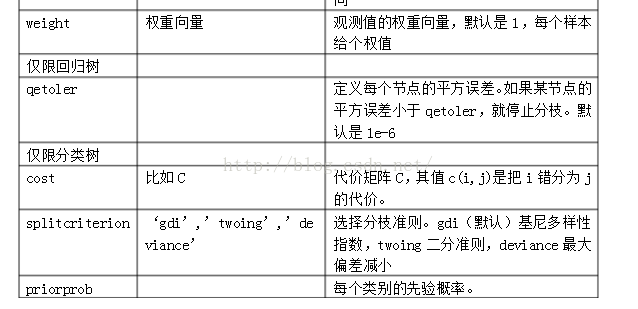 间
weight 权重向量 观测值的权重向量，默认是 1，每个样本
给个权值
仅限回归树
qetoler 定义每个节点的平方误差。如果某节点的
平方误差小于 qetoler，就停止分枝。默
认是 1e-6
仅限分类树
http://blog.csdn.net/
cost 比如 C 代价矩阵 C，其值 c(i,j)是把 i 错分为 j
的代价。
splitcriterion ‘gdi’,’twoing’,’de 选择分枝准则。gdi（默认）基尼多样性
viance’ 指数，twoing 二分准则，deviance 最大
偏差减小
priorprob 每个类别的先验概率。